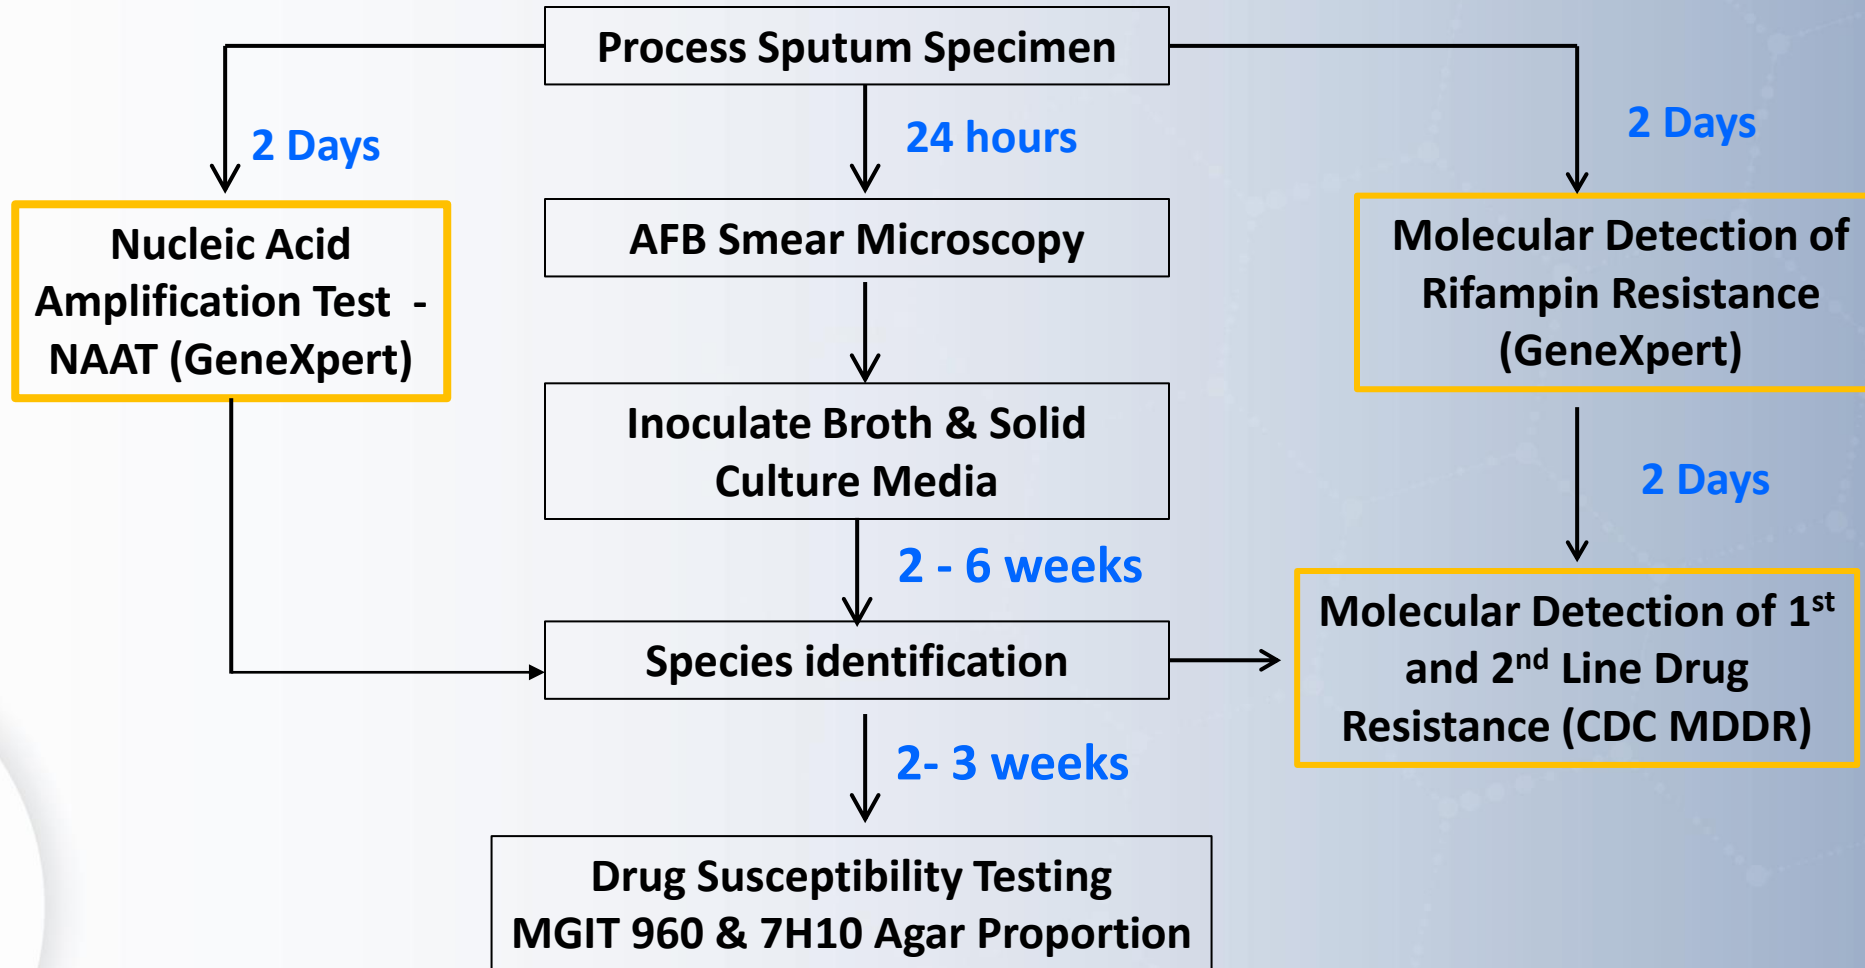 Process Sputum Specimen
2 Days
24 hours
2 Days
Nucleic Acid
Amplification Test -
NAAT (GeneXpert)
AFB Smear Microscopy
Molecular Detection of
Rifampin Resistance
(GeneXpert)
Inoculate Broth & Solid
Culture Media
2 Days
2 - 6 weeks
Species identification
Molecular Detection of 1st
and 2nd Line Drug
Resistance (CDC MDDR)
2- 3 weeks
Drug Susceptibility Testing
MGIT 960 & 7H10 Agar Proportion